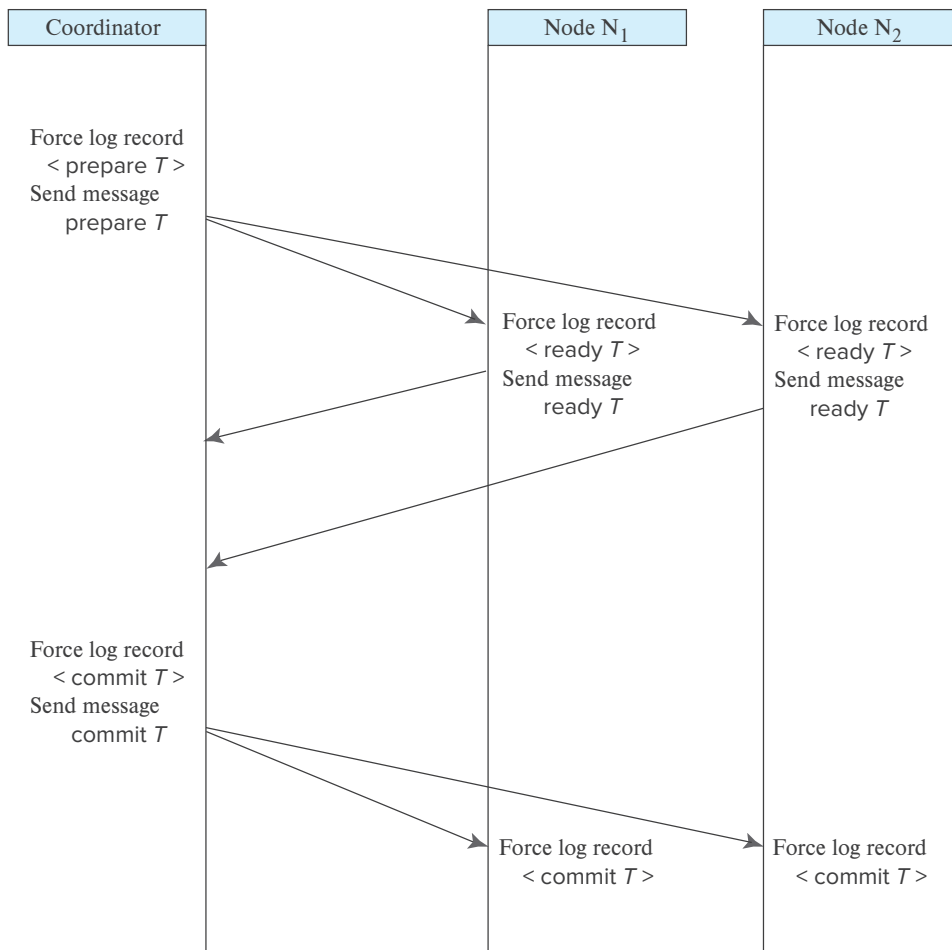 Coordinator
Node N₁
Node N₂
Force log record
< prepare T >
Send message
prepare T
Force log record
< ready T >
Send message
ready T
Force log record
< ready T >
Send message
ready T
Force log record
< commit T >
Send message
commit T
Force log record
< commit T >
Force log record
< commit T >